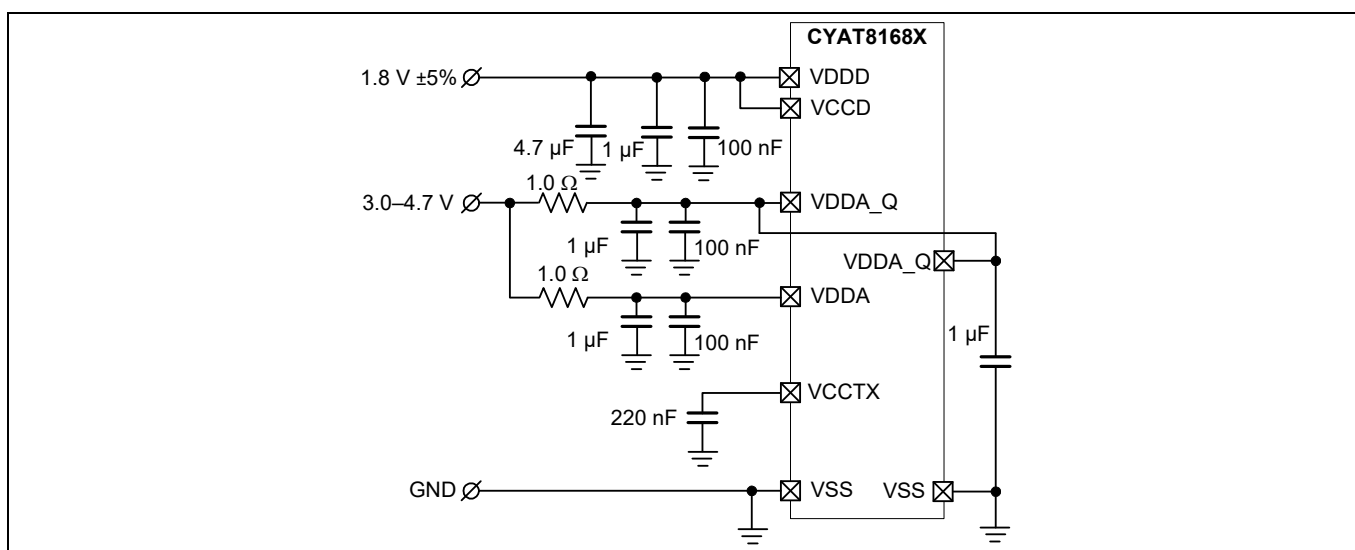 CYAT8168X
1.8 V ±5%
VDDD
VCCD
4.7 µF
1 µF
100 nF
1.0 Ω
3.0–4.7 V
VDDA_Q
1 µF
100 nF
VDDA_Q
1.0 Ω
VDDA
1 µF
100 nF
1 µF
VCCTX
220 nF
GND
VSS
VSS